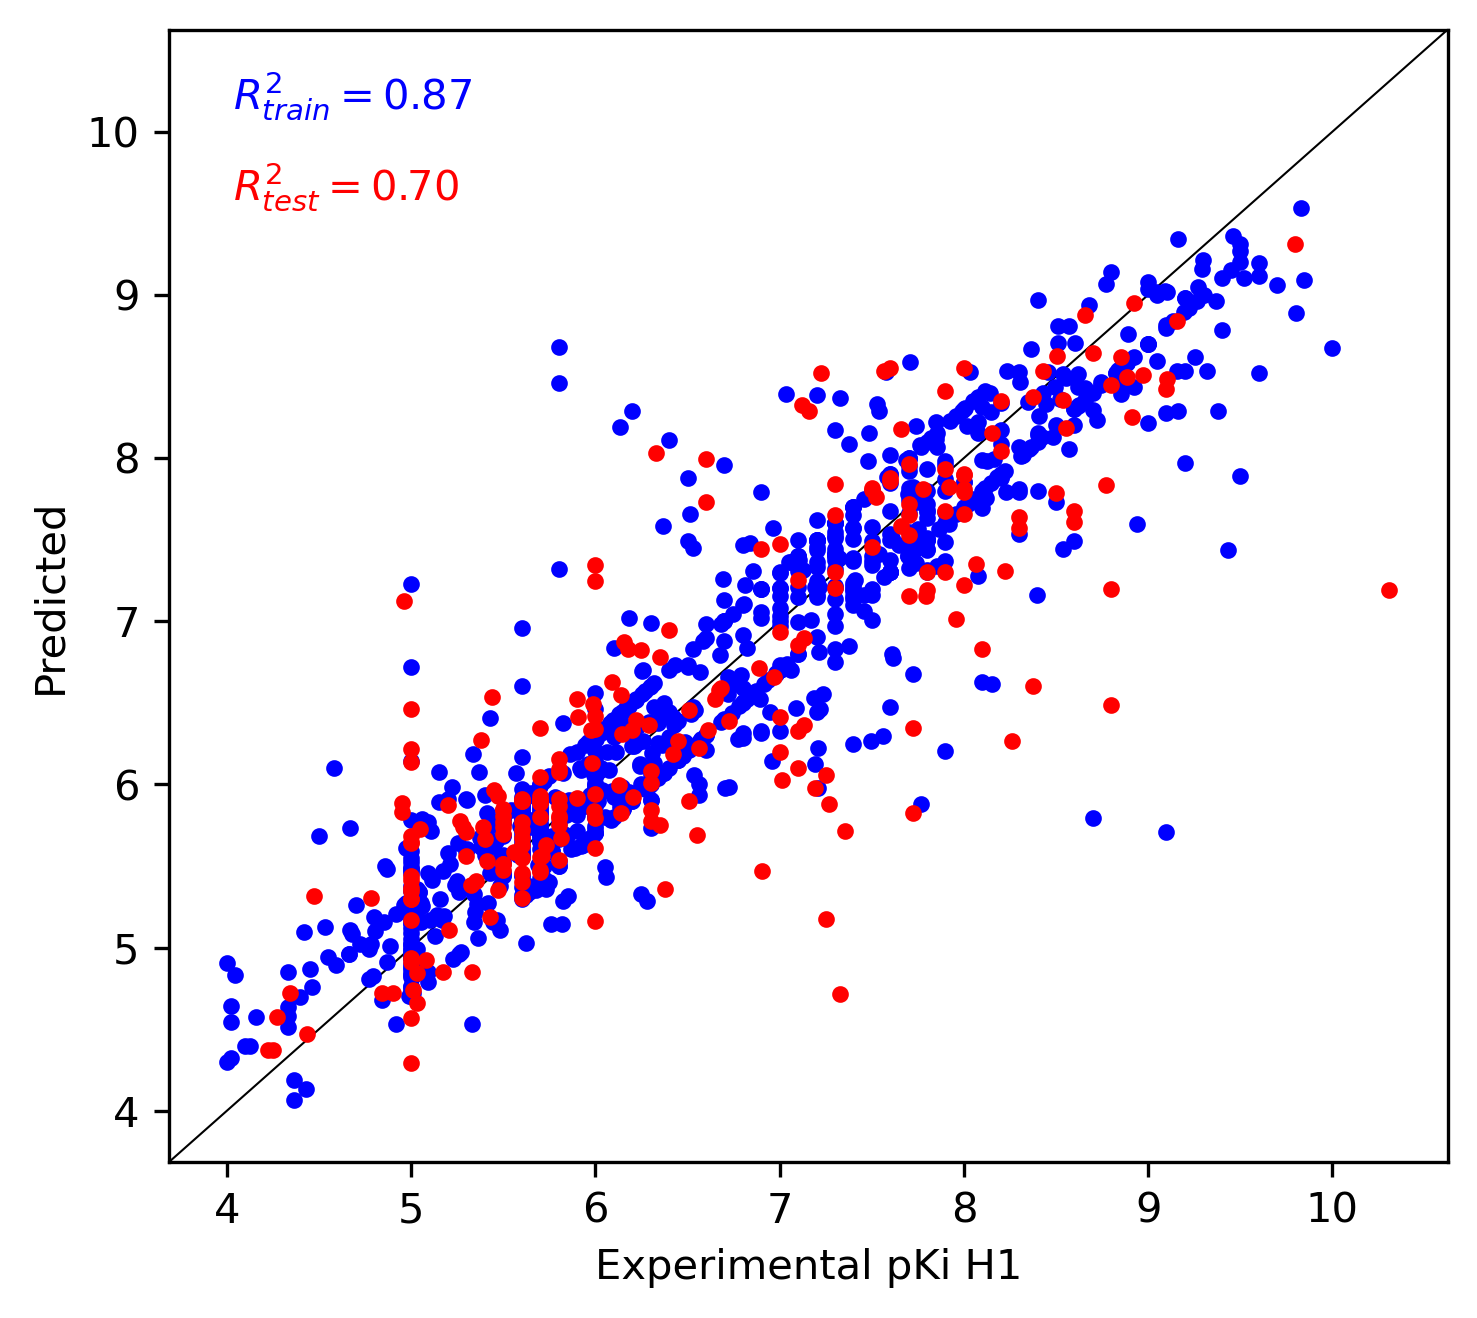 R²train = 0.87
R²test = 0.70
10
9
8
7
6
5
4
Predicted
4 5 6 7 8 9 10
Experimental pKi H1